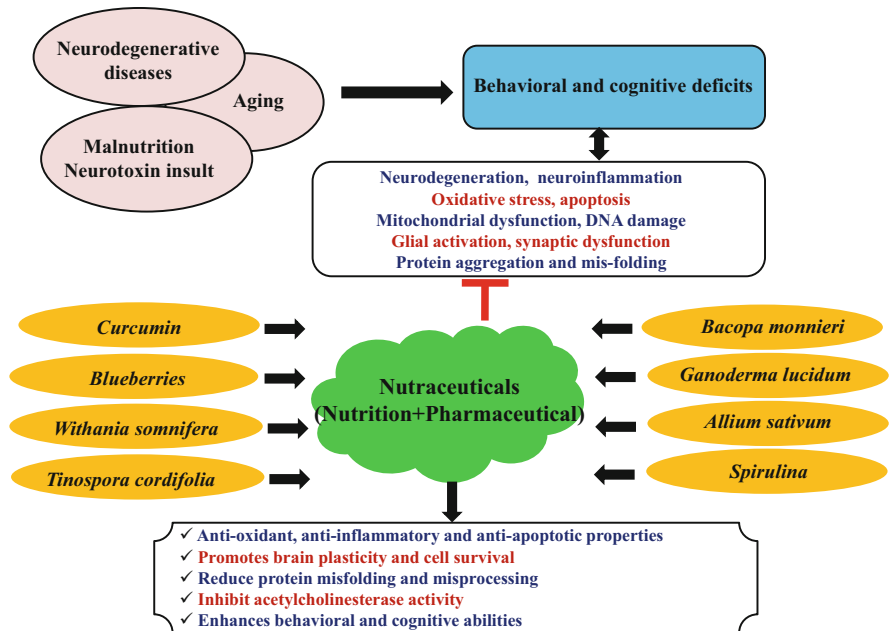 Neurodegenerative
diseases
Aging
Malnutrition
Neurotoxin insult
Behavioral and cognitive deficits
Neurodegeneration, neuroinflammation
Oxidative stress, apoptosis
Mitochondrial dysfunction, DNA damage
Glial activation, synaptic dysfunction
Protein aggregation and mis-folding
Curcumin
Blueberries
Withania somnifera
Tinospora cordifolia
Nutraceuticals
(Nutrition+Pharmaceutical)
Bacopa monnieri
Ganoderma lucidum
Allium sativum
Spirulina
✓ Anti-oxidant, anti-inflammatory and anti-apoptotic properties
✓ Promotes brain plasticity and cell survival
✓ Reduce protein misfolding and misprocessing
✓ Inhibit acetylcholinesterase activity
✓ Enhances behavioral and cognitive abilities